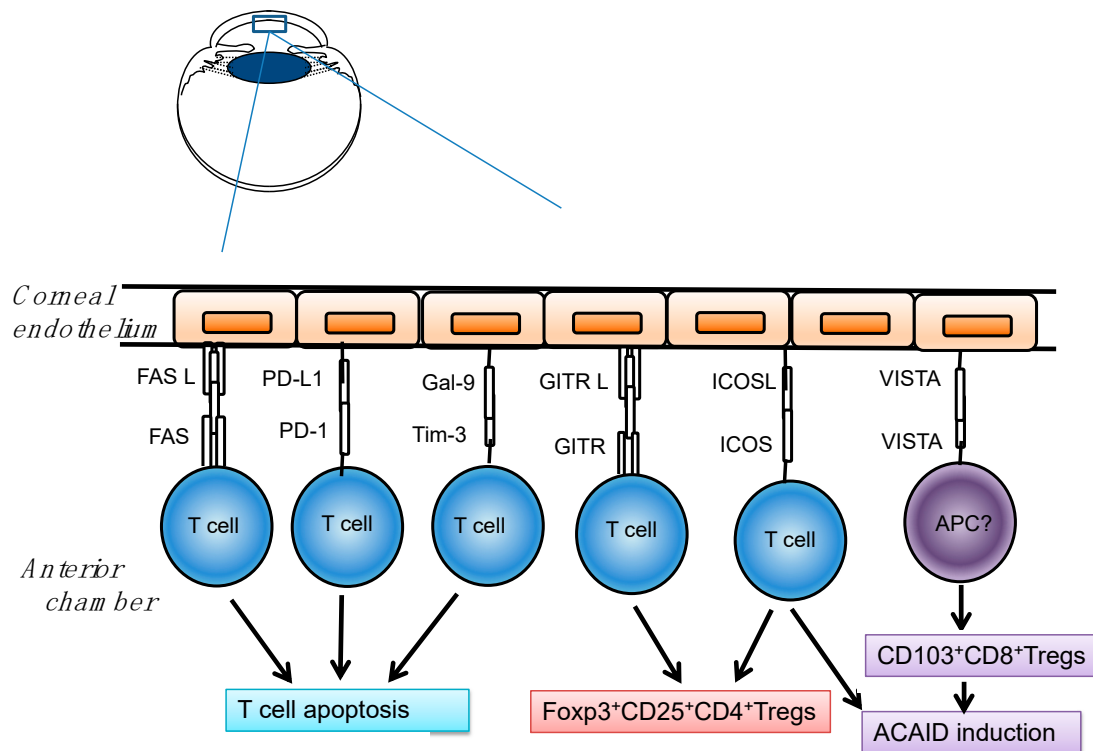 Corneal
endothelium
FAS L
PD-L1
Gal-9
GITR L
ICOSL
VISTA
FAS
PD-1
Tim-3
GITR
ICOS
VISTA
T cell
T cell
T cell
T cell
T cell
APC?
Anterior
chamber
CD103⁺CD8⁺Tregs
T cell apoptosis
Foxp3⁺CD25⁺CD4⁺Tregs
ACAID induction